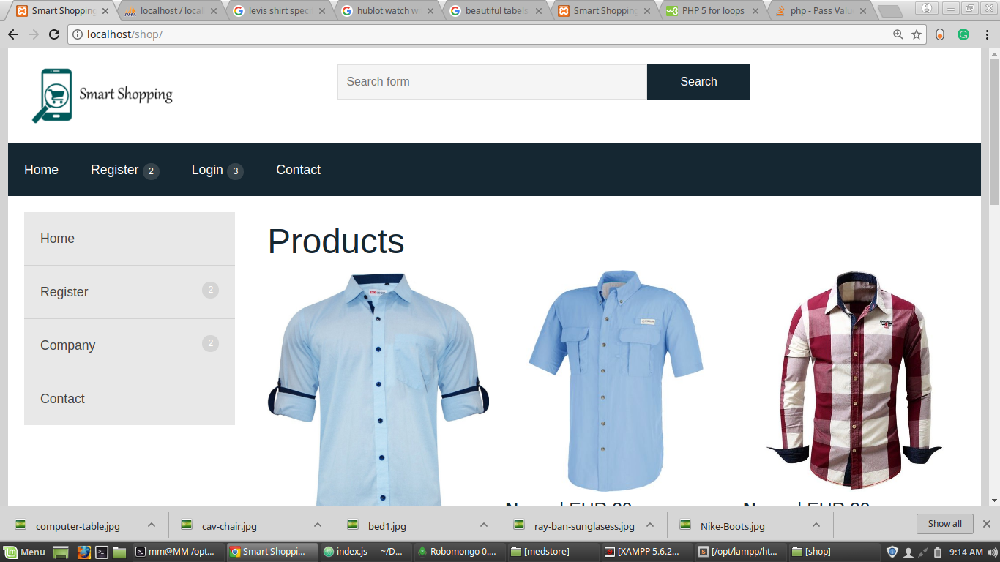 Smart Shopping
localhost / local
levis shirt speci
hublot watch w
beautiful tabels
Smart Shopping
PHP 5 for loops
php - Pass Valu
localhost/shop/
Smart Shopping
Search form
Search
Home
Register 2
Login 3
Contact
Home
Register 2
Company 2
Contact
Products
Name | EUR 20
Name | EUR 20
computer-table.jpg
cav-chair.jpg
bed1.jpg
ray-ban-sunglasess.jpg
Nike-Boots.jpg
Show all
Menu
mm@MM /opt...
Smart Shoppi...
index.js — ~/D...
Robomongo 0....
[medstore]
[XAMPP 5.6.2...
[/opt/lampp/ht...
[shop]
9:14 AM